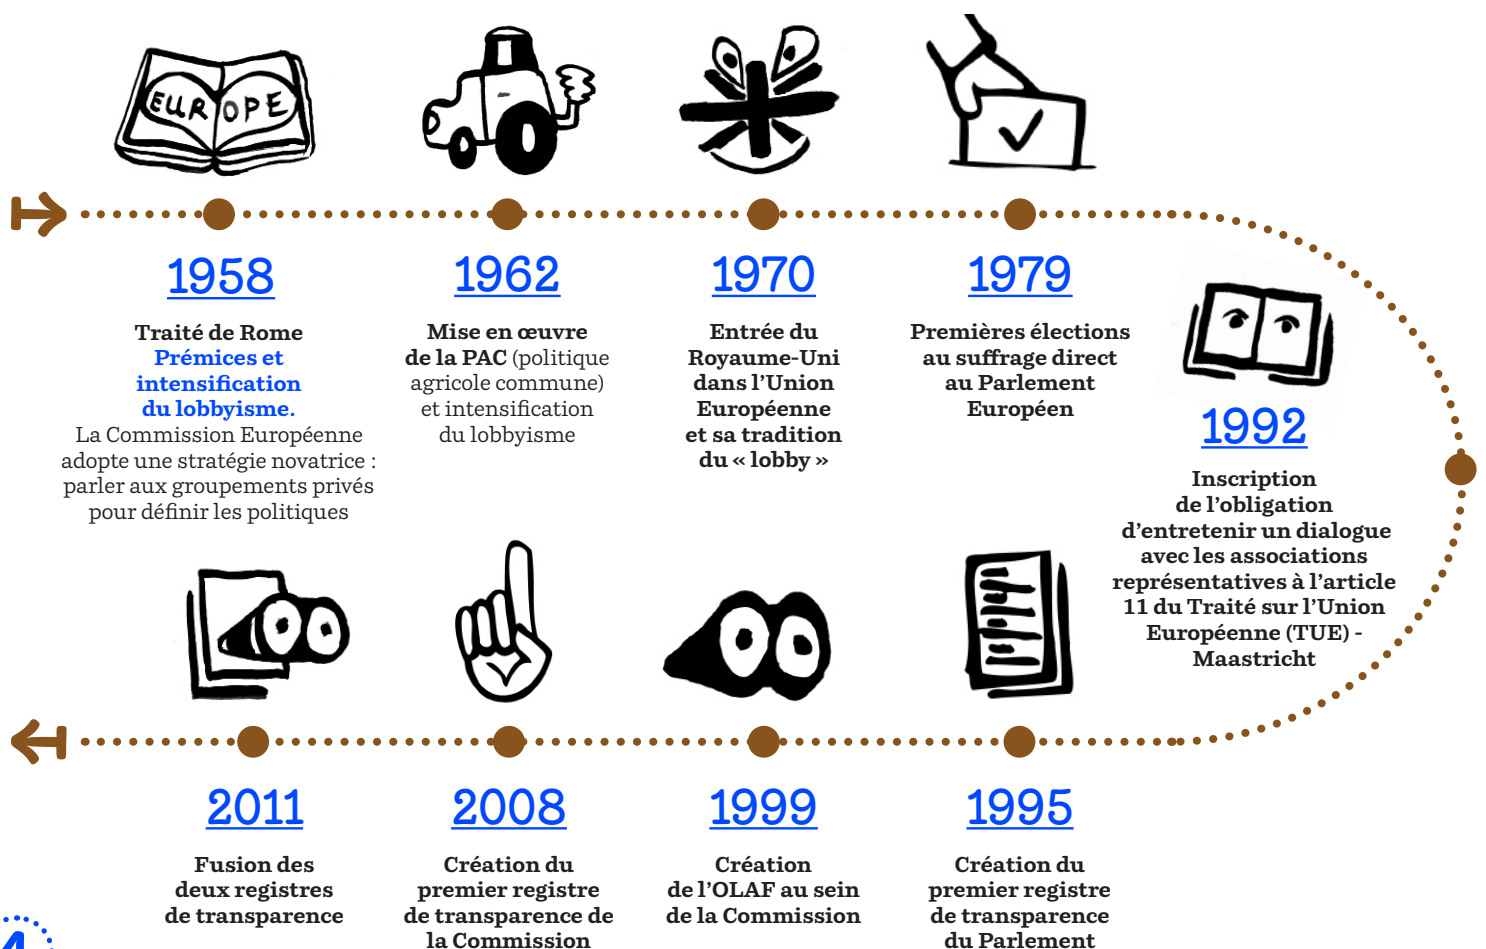 EUROPE
1958
Traité de Rome
Prémices et
intensification
du lobbyisme.
La Commission Européenne
adopte une stratégie novatrice :
parler aux groupements privés
pour définir les politiques
1962
Mise en œuvre
de la PAC (politique
agricole commune)
et intensification
du lobbyisme
1970
Entrée du
Royaume-Uni
dans l'Union
Européenne
et sa tradition
du « lobby »
1979
Premières élections
au suffrage direct
au Parlement
Européen
1992
Inscription
de l'obligation
d'entretenir un dialogue
avec les associations
représentatives à l'article
11 du Traité sur l'Union
Européenne (TUE) -
Maastricht
1995
Création du
premier registre
de transparence
du Parlement
1999
Création
de l'OLAF au sein
de la Commission
2008
Création du
premier registre
de transparence de
la Commission
2011
Fusion des
deux registres
de transparence